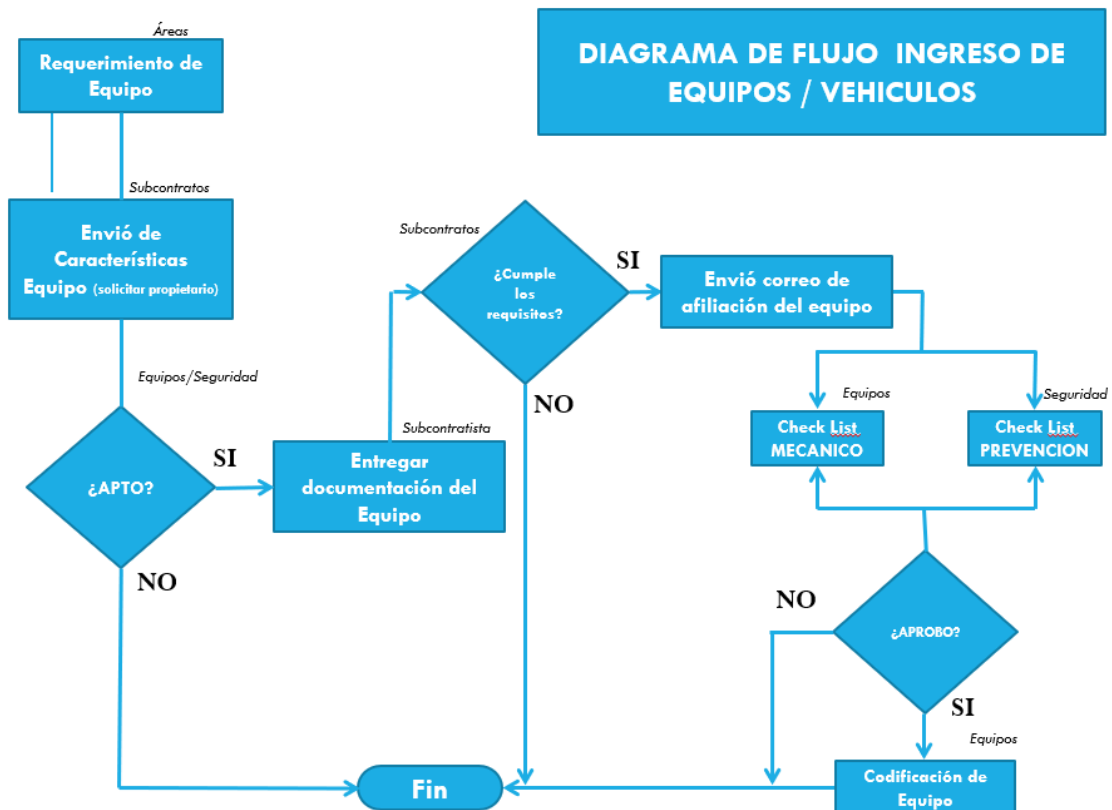 DIAGRAMA DE FLUJO INGRESO DE
EQUIPOS / VEHICULOS
Áreas
Requerimiento de
Equipo
Subcontratos
Envió de
Características
Equipo (solicitar propietario)
Equipos/Seguridad
¿APTO?
SI
NO
Subcontratista
Entregar
documentación del
Equipo
Subcontratos
¿Cumple
los
requisitos?
SI
NO
Envió correo de
afiliación del equipo
Equipos
Check List
MECANICO
Seguridad
Check List
PREVENCION
¿APROBO?
NO
SI
Equipos
Codificación de
Equipo
Fin